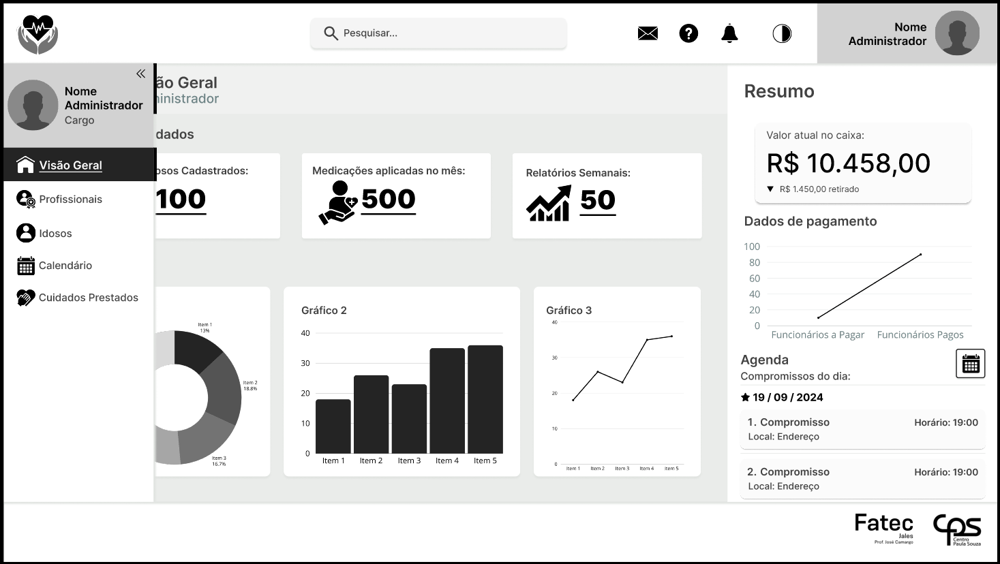 Pesquisar...
Nome
Administrador
Nome
Administrador
Cargo
Visão Geral
Profissionais
Idosos
Calendário
Cuidados Prestados
ão Geral
inistrador
dados
osos Cadastrados:
100
Medicações aplicadas no mês:
500
Relatórios Semanais:
50
Item 1
13%
Item 2
18.8%
Item 3
16.7%
Gráfico 2
40
30
20
10
0
Item 1 Item 2 Item 3 Item 4 Item 5
Gráfico 3
40
30
20
10
0
Item 1 Item 2 Item 3 Item 4 Item 5
Resumo
Valor atual no caixa:
R$ 10.458,00
▼ R$ 1.450,00 retirado
Dados de pagamento
100
80
60
40
20
0
Funcionários a Pagar Funcionários Pagos
Agenda
Compromissos do dia:
19 / 09 / 2024
1. Compromisso Horário: 19:00
Local: Endereço
2. Compromisso Horário: 19:00
Local: Endereço
Fatec
Jales
Prof. José Camargo
cps
Centro
Paula Souza